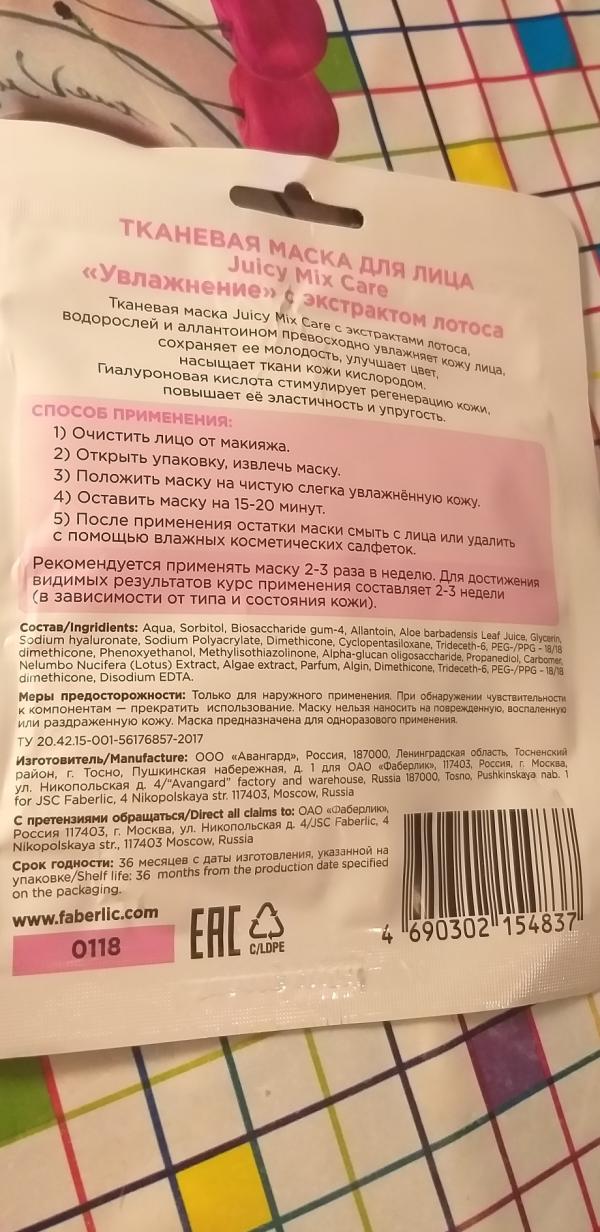 ТКАНЕВАЯ МАСКА ДЛЯ ЛИЦА
Juicy Mix Care
«Увлажнение» с экстрактом лотоса
Тканевая маска Juicy Mix Care с экстрактами лотоса,
водорослей и аллантоином превосходно увлажняет кожу лица,
сохраняет ее молодость, улучшает цвет,
насыщает ткани кожи кислородом.
Гиалуроновая кислота стимулирует регенерацию кожи,
повышает её эластичность и упругость.
СПОСОБ ПРИМЕНЕНИЯ:
1) Очистить лицо от макияжа.
2) Открыть упаковку, извлечь маску.
3) Положить маску на чистую слегка увлажнённую кожу.
4) Оставить маску на 15-20 минут.
5) После применения остатки маски смыть с лица или удалить
с помощью влажных косметических салфеток.
Рекомендуется применять маску 2-3 раза в неделю. Для достижения
видимых результатов курс применения составляет 2-3 недели
(в зависимости от типа и состояния кожи).
Состав/Ingridients: Aqua, Sorbitol, Biosaccharide gum-4, Allantoin, Aloe barbadensis Leaf Juice, Glycerin,
Sodium hyaluronate, Sodium Polyacrylate, Dimethicone, Cyclopentasiloxane, Trideceth-6, PEG-/PPG - 18/18
dimethicone, Phenoxyethanol, Methylisothiazolinone, Alpha-glucan oligosaccharide, Propanediol, Carbomer,
Nelumbo Nucifera (Lotus) Extract, Algae extract, Parfum, Algin, Dimethicone, Trideceth-6, PEG-/PPG - 18/18
dimethicone, Disodium EDTA.
Меры предосторожности: Только для наружного применения. При обнаружении чувствительности
к компонентам — прекратить использование. Маску нельзя наносить на поврежденную, воспаленную
или раздраженную кожу. Маска предназначена для одноразового применения.
ТУ 20.42.15-001-56176857-2017
Изготовитель/Manufacture: ООО «Авангард», Россия, 187000, Ленинградская область, Тосненский
район, г. Тосно, Пушкинская набережная, д. 1 для ОАО «Фаберлик», 117403, Россия, г. Москва,
ул. Никопольская д. 4/"Avangard" factory and warehouse, Russia 187000, Tosno, Pushkinskaya nab. 1
for JSC Faberlic, 4 Nikopolskaya str. 117403, Moscow, Russia
С претензиями обращаться/Direct all claims to: ОАО «Фаберлик»,
Россия 117403, г. Москва, ул. Никопольская д. 4/JSC Faberlic, 4
Nikopolskaya str., 117403 Moscow, Russia
Срок годности: 36 месяцев с даты изготовления, указанной на
упаковке/Shelf life: 36 months from the production date specified
on the packaging.
www.faberlic.com
0118
EAC
C/LDPE
4 690302 154837